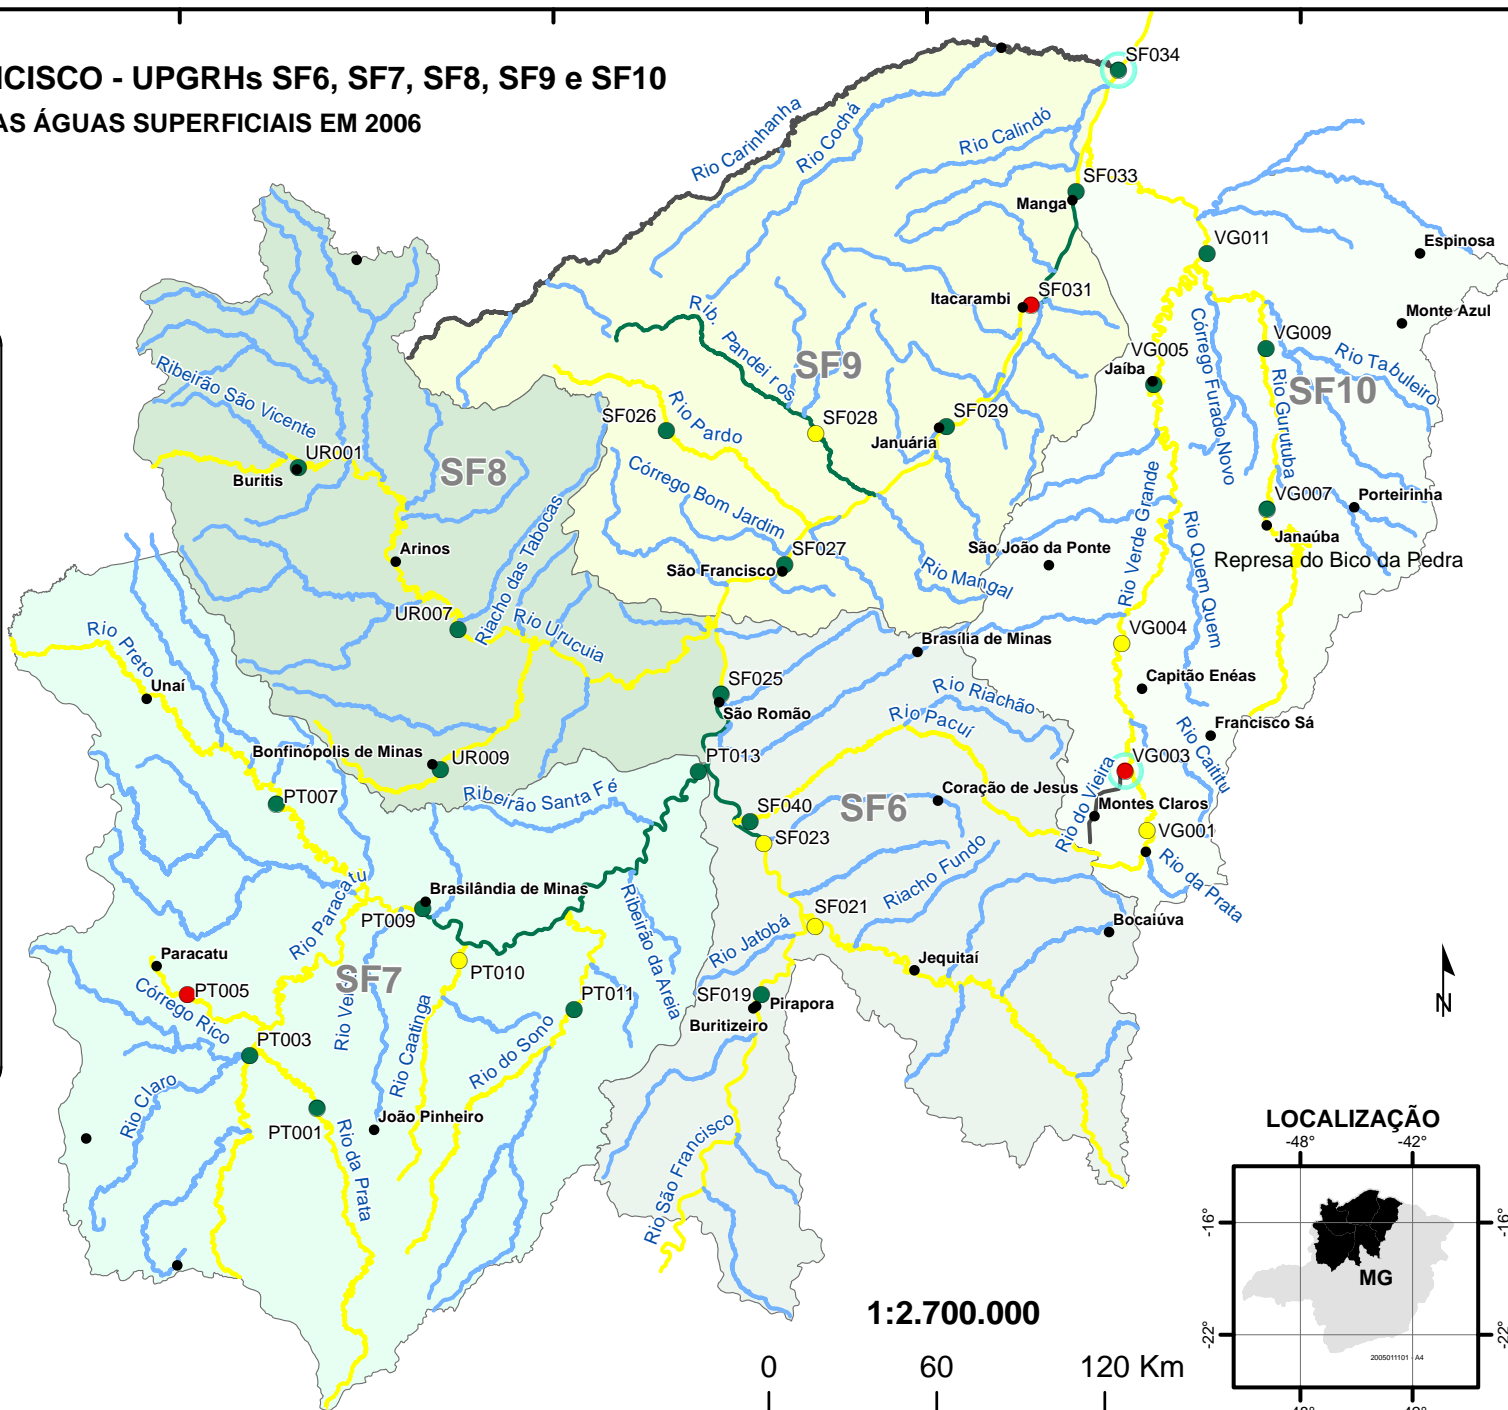 NCISCO - UPGRHs SF6, SF7, SF8, SF9 e SF10
AS ÁGUAS SUPERFICIAIS EM 2006
SF034
Rio Carinhanha
Rio Cochá
Rio Calindó
SF033
Manga
VG011
Espinosa
Itacarambi
SF031
Monte Azul
Rib. Pandeiros
SF9
VG005
Jaíba
Córrego Furado Novo
VG009
Rio Tabuleiro
SF10
Rio Gurutuba
Ribeirão São Vicente
SF026
Rio Pardo
SF028
SF029
Januária
UR001
Buritis
SF8
Córrego Bom Jardim
Rio Verde Grande
VG007
Porteirinha
Janaúba
Represa do Bico da Pedra
Arinos
Riacho das Tabocas
SF027
São Francisco
São João da Ponte
Rio Mangal
Rio Quem Quem
UR007
Rio Urucuia
VG004
Brasília de Minas
Rio Preto
Unaí
SF025
São Romão
Rio Riachão
Rio Pacuí
Capitão Enéas
Francisco Sá
Bonfinópolis de Minas
UR009
PT013
Rio Caititu
VG003
Rio do Vieira
Coração de Jesus
Montes Claros
PT007
Ribeirão Santa Fé
SF6
SF040
SF023
VG001
Rio da Prata
Riacho Fundo
Rio Paracatu
Brasilândia de Minas
PT009
Ribeirão da Areia
SF021
Bocaiúva
Rio Jatobá
Jequitaí
Paracatu
PT005
Córrego Rico
SF7
PT010
PT011
SF019
Pirapora
Buritizeiro
N
PT003
Rio Caatinga
Rio do Sono
Rio Claro
PT001
João Pinheiro
Rio da Prata
Rio São Francisco
LOCALIZAÇÃO
-48° -42°
-16° -16°
MG
-22° -22°
2005011101 - A4
1:2.700.000
0 60 120 Km